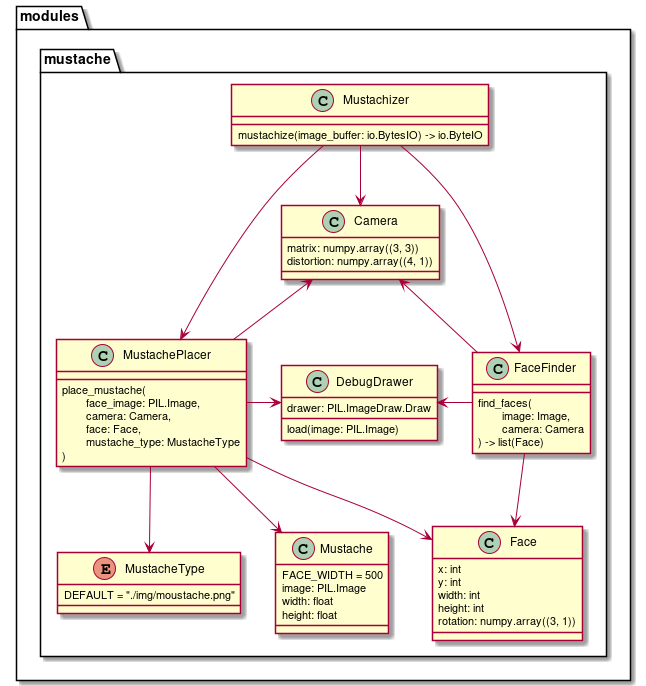 modules
mustache
C Mustachizer
mustachize(image_buffer: io.BytesIO) -> io.ByteIO
C Camera
matrix: numpy.array((3, 3))
distortion: numpy.array((4, 1))
C MustachePlacer
place_mustache(
face_image: PIL.Image,
camera: Camera,
face: Face,
mustache_type: MustacheType
)
C DebugDrawer
drawer: PIL.ImageDraw.Draw
load(image: PIL.Image)
C FaceFinder
find_faces(
image: Image,
camera: Camera
) -> list(Face)
E MustacheType
DEFAULT = "./img/moustache.png"
C Mustache
FACE_WIDTH = 500
image: PIL.Image
width: float
height: float
C Face
x: int
y: int
width: int
height: int
rotation: numpy.array((3, 1))